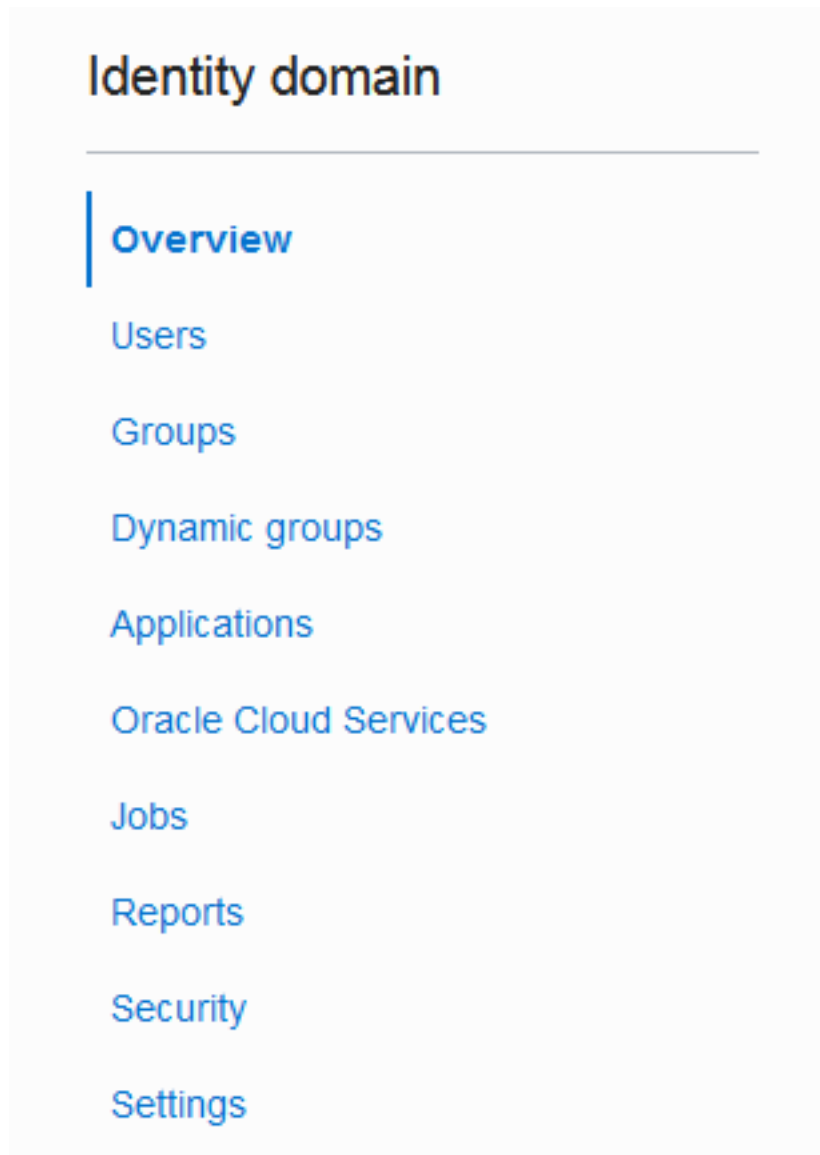 Identity domain
Overview
Users
Groups
Dynamic groups
Applications
Oracle Cloud Services
Jobs
Reports
Security
Settings